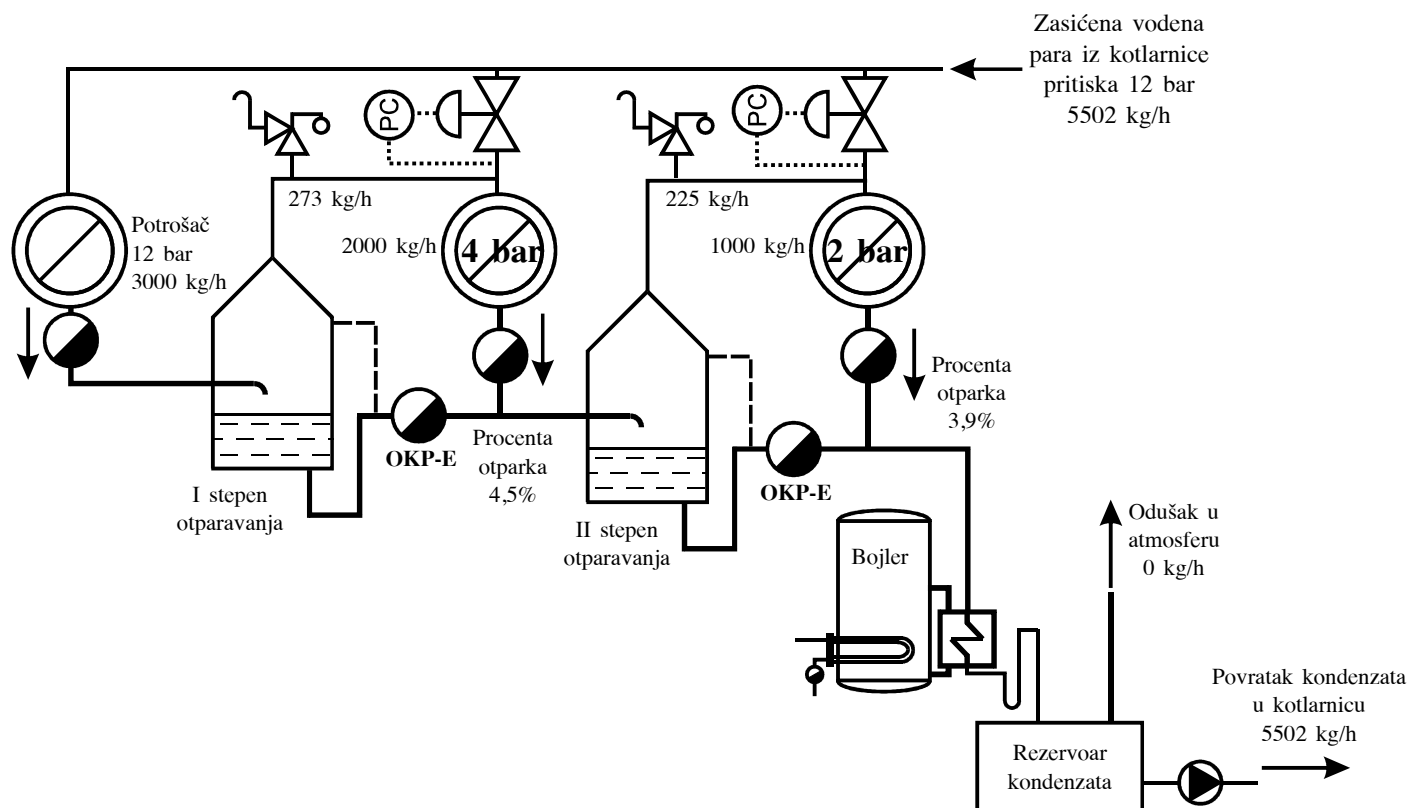 Zasićena vodena
para iz kotlarnice
pritiska 12 bar
5502 kg/h
PC
PC
273 kg/h
225 kg/h
Potrošač
12 bar
3000 kg/h
2000 kg/h
4 bar
1000 kg/h
2 bar
Procenta
otparka
3,9%
Procenta
otparka
4,5%
OKP-E
OKP-E
I stepen
otparavanja
II stepen
otparavanja
Bojler
Odušak u
atmosferu
0 kg/h
Povratak kondenzata
u kotlarnicu
5502 kg/h
Rezervoar
kondenzata